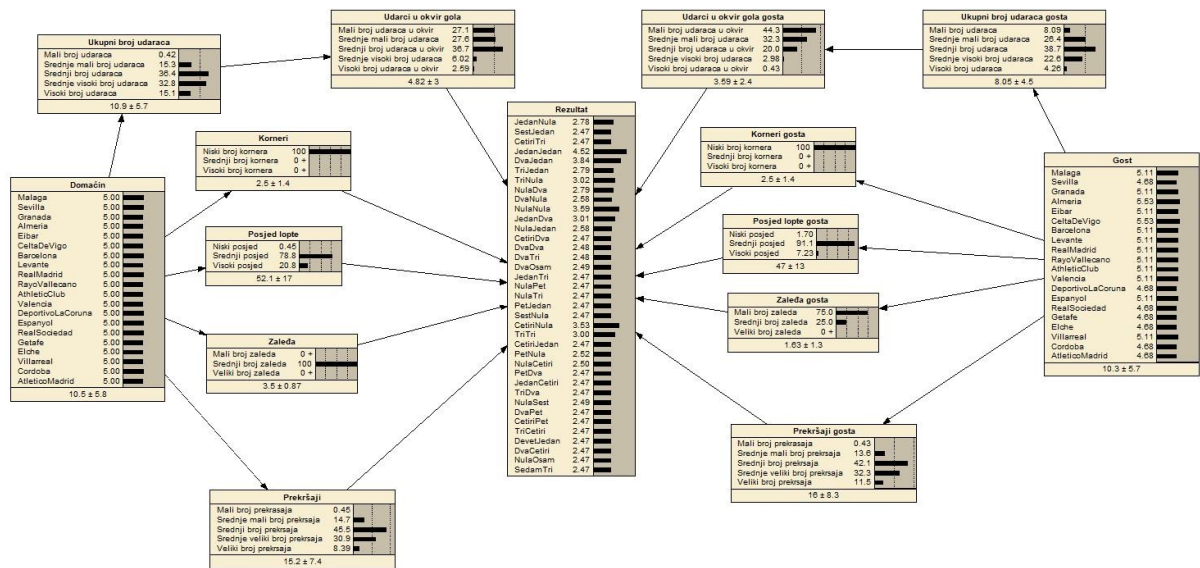 Ukupni broj udaraca
Mali broj udaraca 0.42
Srednje mali broj udaraca 15.3
Srednji broj udaraca 36.4
Srednje visoki broj udaraca 32.8
Visoki broj udaraca 15.1
10.9 ± 5.7
Udarci u okvir gola
Mali broj udaraca u okvir 27.1
Srednje mali broj udaraca 27.6
Srednji broj udaraca u okvir 36.7
Srednje visoki broj udaraca 6.02
Visoki broj udaraca u okvir 2.59
4.82 ± 3
Udarci u okvir gola gosta
Mali broj udaraca u okvir 44.3
Srednje mali broj udaraca 32.3
Srednji broj udaraca u okvir 20.0
Srednje visoki broj udaraca 2.98
Visoki broj udaraca u okvir 0.43
3.59 ± 2.4
Ukupni broj udaraca gosta
Mali broj udaraca 8.09
Srednje mali broj udaraca 26.4
Srednji broj udaraca 38.7
Srednje visoki broj udaraca 22.6
Visoki broj udaraca 4.26
8.05 ± 4.5
Domaćin
Malaga 5.00
Sevilla 5.00
Granada 5.00
Almeria 5.00
Eibar 5.00
CeltaDeVigo 5.00
Barcelona 5.00
Levante 5.00
RealMadrid 5.00
RayoVallecano 5.00
AthleticClub 5.00
Valencia 5.00
DeportivoLaCoruna 5.00
Espanyol 5.00
RealSociedad 5.00
Getafe 5.00
Elche 5.00
Villarreal 5.00
Cordoba 5.00
AtleticoMadrid 5.00
10.5 ± 5.8
Korneri
Niski broj kornera 100
Srednji broj kornera 0 +
Visoki broj kornera 0 +
2.5 ± 1.4
Posjed lopte
Niski posjed 0.45
Srednji posjed 78.8
Visoki posjed 20.8
52.1 ± 17
Zaleđa
Mali broj zaleda 0 +
Srednji broj zaleda 100
Veliki broj zaleda 0 +
3.5 ± 0.87
Prekršaji
Mali broj prekrasaja 0.45
Srednje mali broj prekrsaja 14.7
Srednji broj prekrsaja 45.5
Srednje veliki broj prekrsaja 30.9
Veliki broj prekrsaja 8.39
15.2 ± 7.4
Rezultat
JedanNula 2.78
SestJedan 2.47
CetiriTri 2.47
JedanJedan 4.52
DvaJedan 3.84
TriJedan 2.79
TriNula 3.02
NulaDva 2.79
DvaNula 2.58
NulaNula 3.59
JedanDva 3.01
NulaJedan 2.58
CetiriDva 2.47
DvaDva 2.48
DvaTri 2.48
DvaOsam 2.49
JedanTri 2.47
NulaPet 2.47
NulaTri 2.47
PetJedan 2.47
SestNula 2.47
CetiriNula 3.53
TriTri 3.00
CetiriJedan 2.47
PetNula 2.52
NulaCetiri 2.50
PetDva 2.47
JedanCetiri 2.47
TriDva 2.47
NulaSest 2.49
DvaPet 2.47
CetiriPet 2.47
TriCetiri 2.47
DevetJedan 2.47
DvaCetiri 2.47
NulaOsam 2.47
SedamTri 2.47
Korneri gosta
Niski broj kornera 100
Srednji broj kornera 0 +
Visoki broj kornera 0 +
2.5 ± 1.4
Posjed lopte gosta
Niski posjed 1.70
Srednji posjed 91.1
Visoki posjed 7.23
47 ± 13
Zaleđa gosta
Mali broj zaleda 75.0
Srednji broj zaleda 25.0
Veliki broj zaleda 0 +
1.63 ± 1.3
Prekršaji gosta
Mali broj prekrasaja 0.43
Srednje mali broj prekrsaja 13.6
Srednji broj prekrsaja 42.1
Srednje veliki broj prekrsaja 32.3
Veliki broj prekrsaja 11.5
16 ± 8.3
Gost
Malaga 5.11
Sevilla 4.68
Granada 5.11
Almeria 5.53
Eibar 5.11
CeltaDeVigo 5.53
Barcelona 5.11
Levante 5.11
RealMadrid 5.11
RayoVallecano 5.11
AthleticClub 5.11
Valencia 5.11
DeportivoLaCoruna 4.68
Espanyol 5.11
RealSociedad 4.68
Getafe 4.68
Elche 4.68
Villarreal 5.11
Cordoba 4.68
AtleticoMadrid 4.68
10.3 ± 5.7